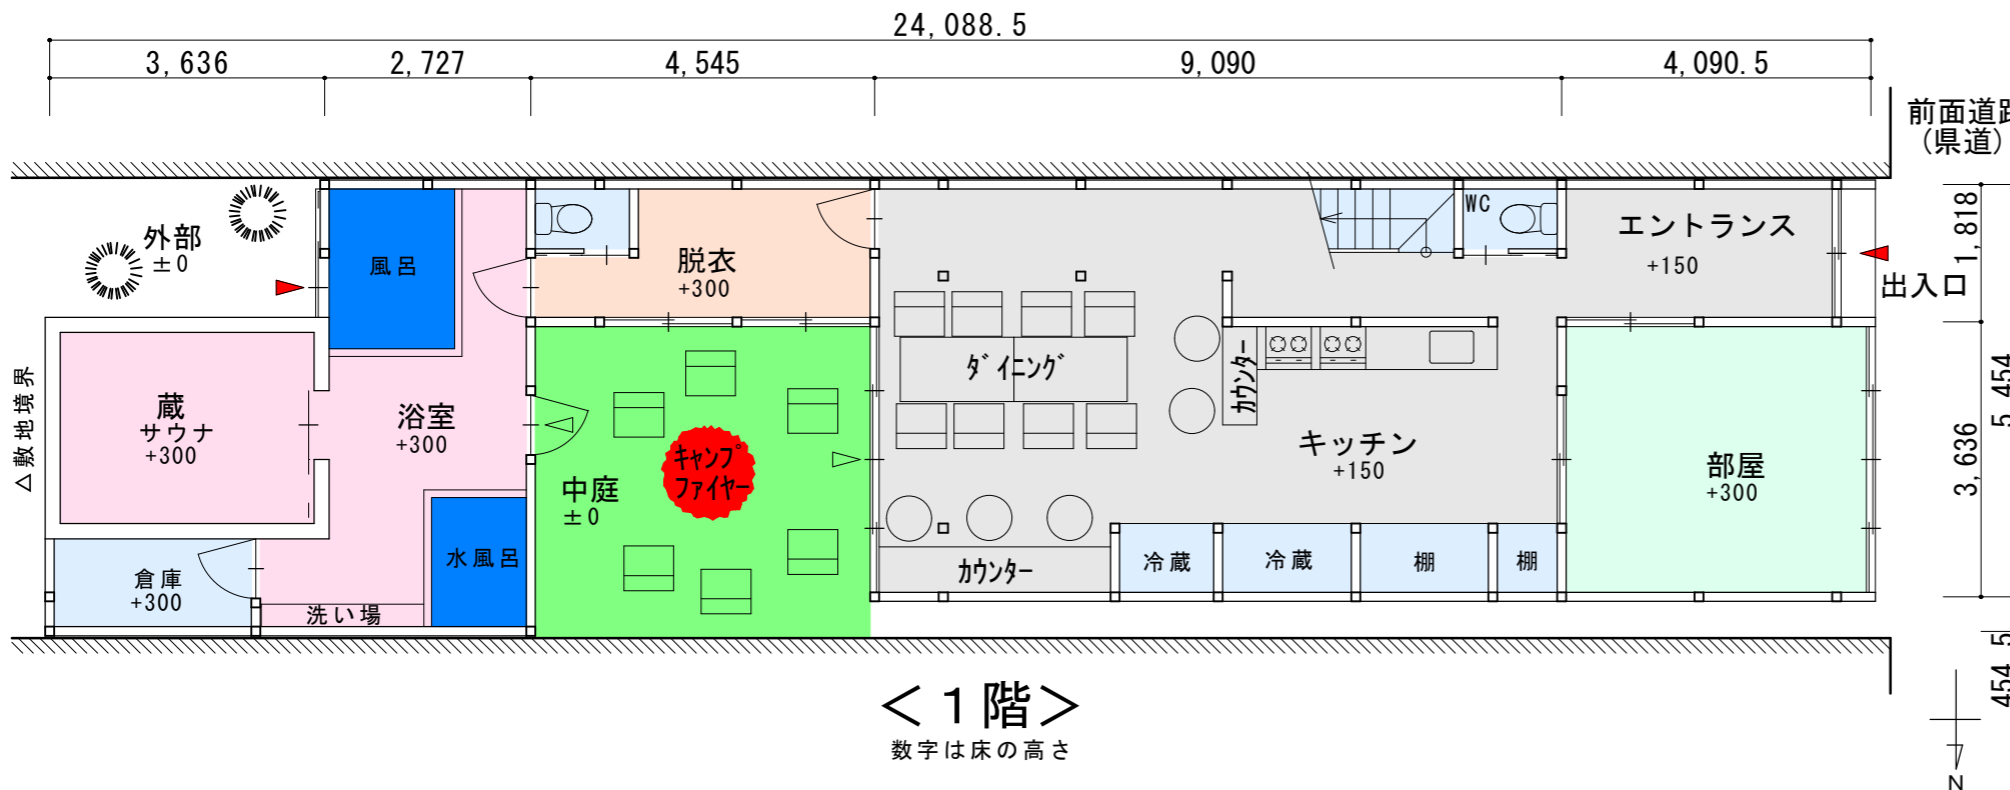 24,088.5
3,636
2,727
4,545
9,090
4,090.5
前面道路
(県道)
外部
±0
風呂
脱衣
+300
WC
エントランス
+150
出入口
1,818
5,454
3,636
454.5
△敷地境界
蔵
サウナ
+300
浴室
+300
中庭
±0
キャンプ
ファイヤー
ダイニング
カウンター
キッチン
+150
部屋
+300
倉庫
+300
洗い場
水風呂
カウンター
冷蔵
冷蔵
棚
棚
<1階>
数字は床の高さ
N